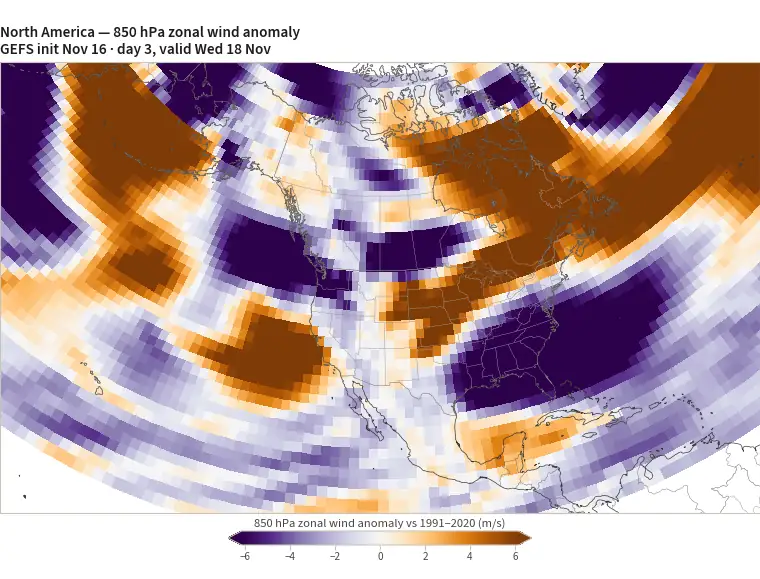 North America — 850 hPa zonal wind anomaly
GEFS init Nov 16 · day 3, valid Wed 18 Nov
850 hPa zonal wind anomaly vs 1991–2020 (m/s)
−6 −4 −2 0 2 4 6